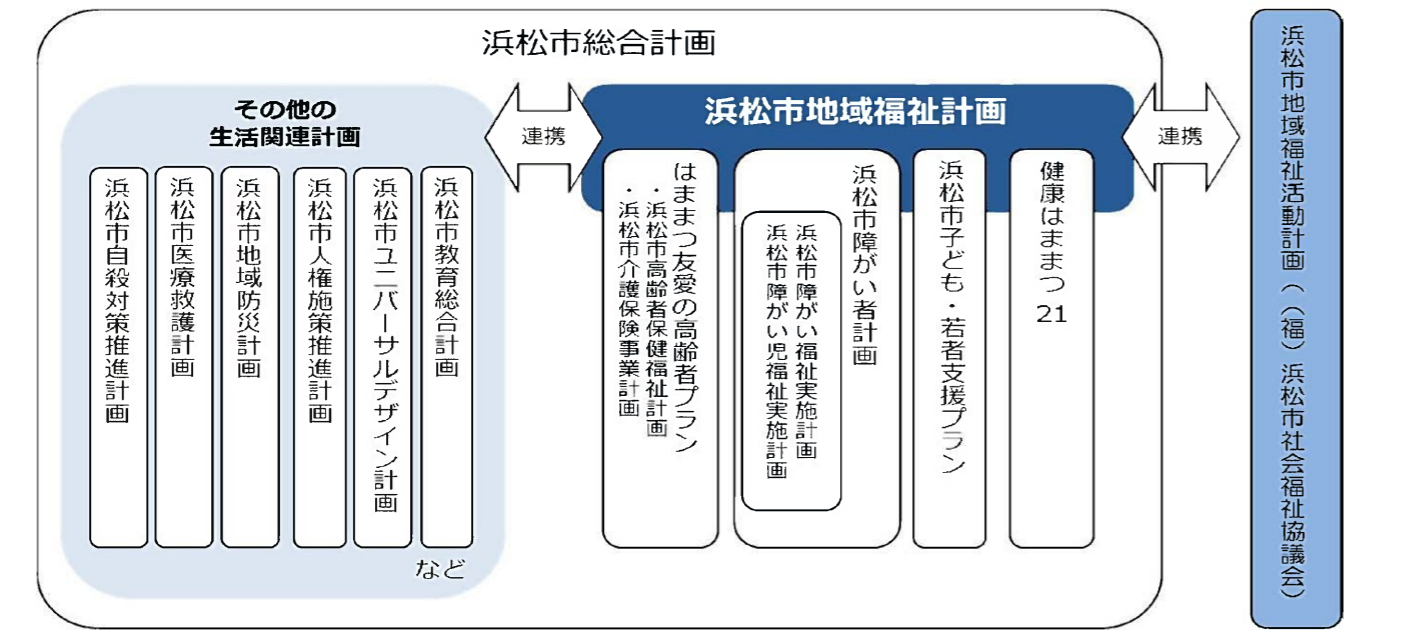 浜松市総合計画
その他の
生活関連計画
浜松市自殺対策推進計画
浜松市医療救護計画
浜松市地域防災計画
浜松市人権施策推進計画
浜松市ユニバーサルデザイン計画
浜松市教育総合計画
など
連携
浜松市地域福祉計画
はままつ友愛の高齢者プラン
・浜松市高齢者保健福祉計画
・浜松市介護保険事業計画
浜松市障がい者計画
浜松市障がい福祉実施計画
浜松市障がい児福祉実施計画
浜松市子ども・若者支援プラン
健康はままつ21
連携
浜松市地域福祉活動計画（（福）浜松市社会福祉協議会）